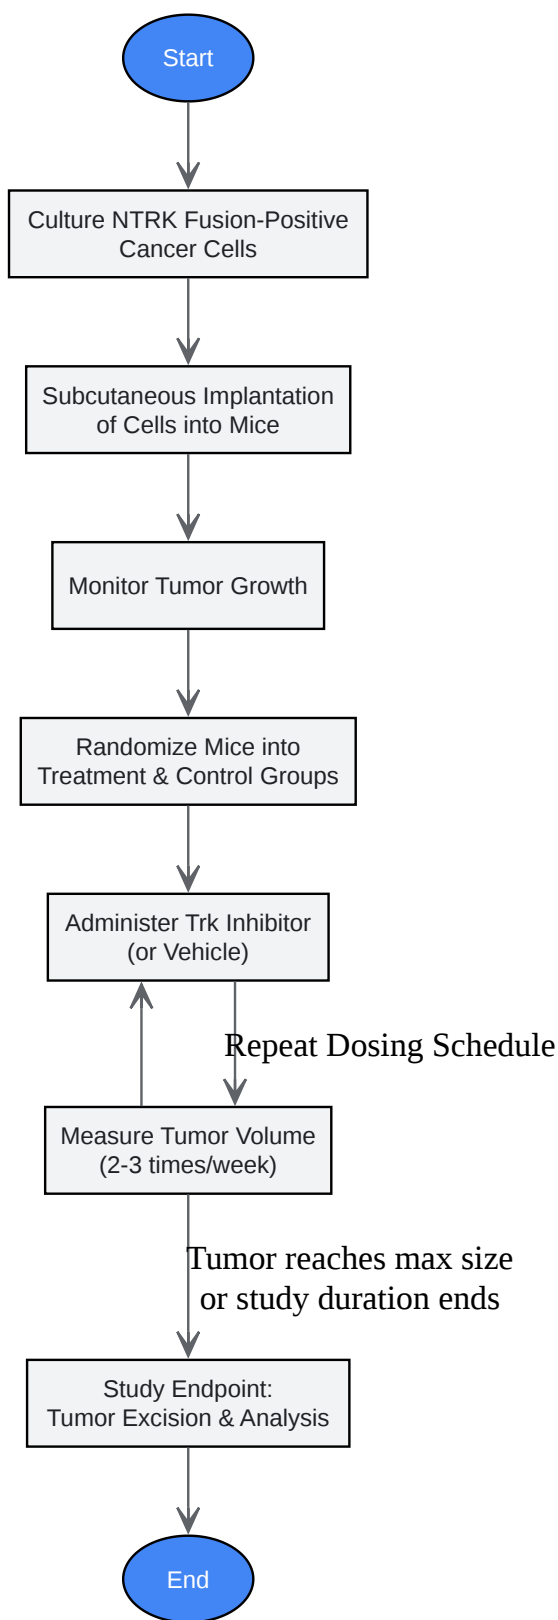 Start
Culture NTRK Fusion-Positive
Cancer Cells
Subcutaneous Implantation
of Cells into Mice
Monitor Tumor Growth
Randomize Mice into
Treatment & Control Groups
Administer Trk Inhibitor
(or Vehicle)
Repeat Dosing Schedule
Measure Tumor Volume
(2-3 times/week)
Tumor reaches max size
or study duration ends
Study Endpoint:
Tumor Excision & Analysis
End